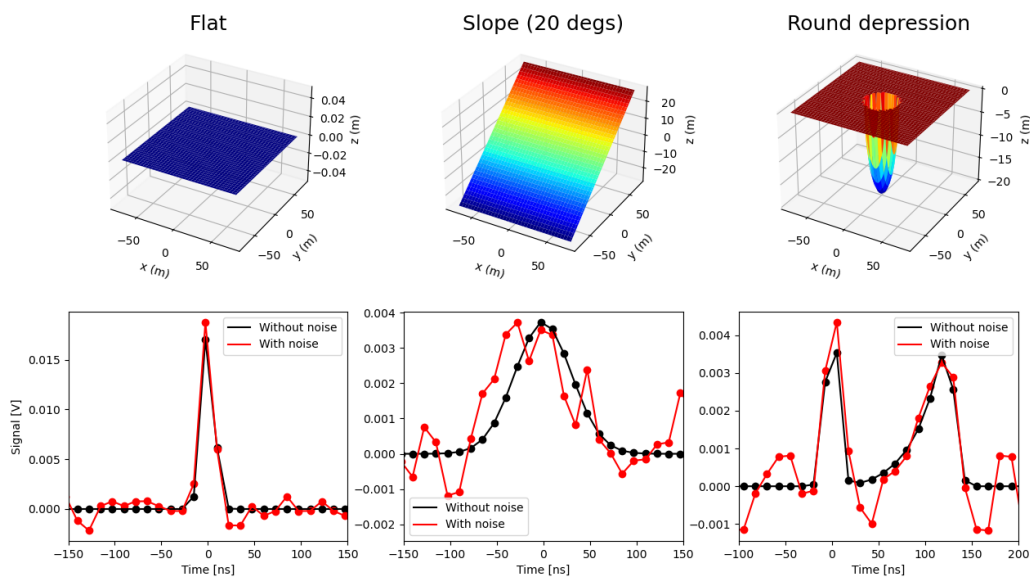 Flat
Slope (20 degs)
Round depression
0.04
0.02
0.00
−0.02
−0.04
z (m)
−50
0
50
x (m)
−50
0
50
y (m)
20
10
0
−10
−20
z (m)
−50
0
50
x (m)
−50
0
50
y (m)
0
−5
−10
−15
−20
z (m)
−50
0
50
x (m)
−50
0
50
y (m)
Without noise
With noise
0.015
0.010
0.005
0.000
Signal [V]
−150 −100 −50 0 50 100 150
Time [ns]
0.004
0.003
0.002
0.001
0.000
−0.001
−0.002
Without noise
With noise
−150 −100 −50 0 50 100 150
Time [ns]
Without noise
With noise
0.004
0.003
0.002
0.001
0.000
−0.001
−100 −50 0 50 100 150 200
Time [ns]